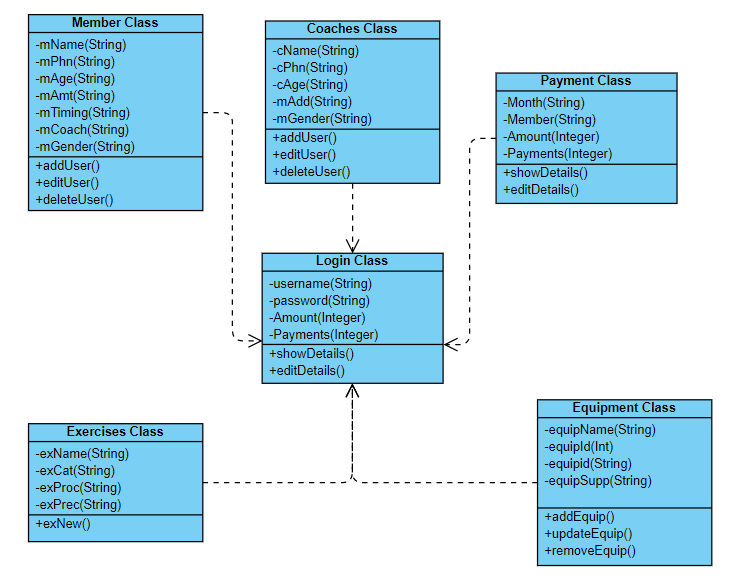 Member Class
-mName(String)
-mPhn(String)
-mAge(String)
-mAmt(String)
-mTiming(String)
-mCoach(String)
-mGender(String)
+addUser()
+editUser()
+deleteUser()
Coaches Class
-cName(String)
-cPhn(String)
-cAge(String)
-mAdd(String)
-mGender(String)
+addUser()
+editUser()
+deleteUser()
Payment Class
-Month(String)
-Member(String)
-Amount(Integer)
-Payments(Integer)
+showDetails()
+editDetails()
Login Class
-username(String)
-password(String)
-Amount(Integer)
-Payments(Integer)
+showDetails()
+editDetails()
Exercises Class
-exName(String)
-exCat(String)
-exProc(String)
-exPrec(String)
+exNew()
Equipment Class
-equipName(String)
-equipId(Int)
-equipid(String)
-equipSupp(String)
+addEquip()
+updateEquip()
+removeEquip()